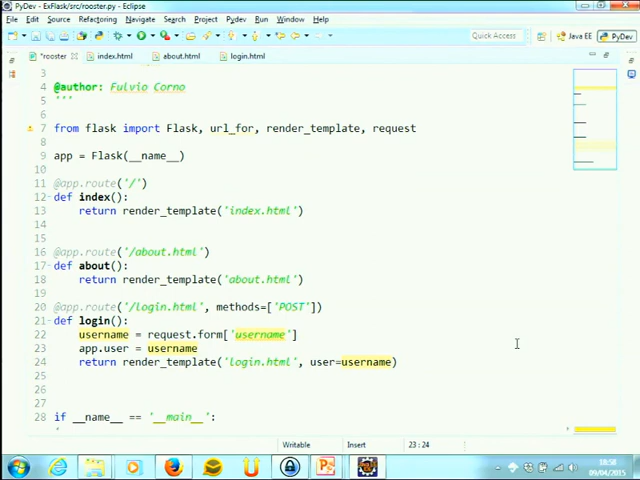 PyDev - ExFlask/src/rooster.py - Eclipse
File Edit Source Refactoring Navigate Search Project Pydev Run Window Help
Quick Access Java EE PyDev
*rooster index.html about.html login.html
3
4 @author: Fulvio Corno
5 '''
6
7 from flask import Flask, url_for, render_template, request
8
9 app = Flask(__name__)
10
11 @app.route('/')
12 def index():
13 return render_template('index.html')
14
15
16 @app.route('/about.html')
17 def about():
18 return render_template('about.html')
19
20 @app.route('/login.html', methods=['POST'])
21 def login():
22 username = request.form['username']
23 app.user = username
24 return render_template('login.html', user=username)
25
26
27
28 if __name__ == '__main__':
Writable Insert 23 : 24
10:58
09/04/2015